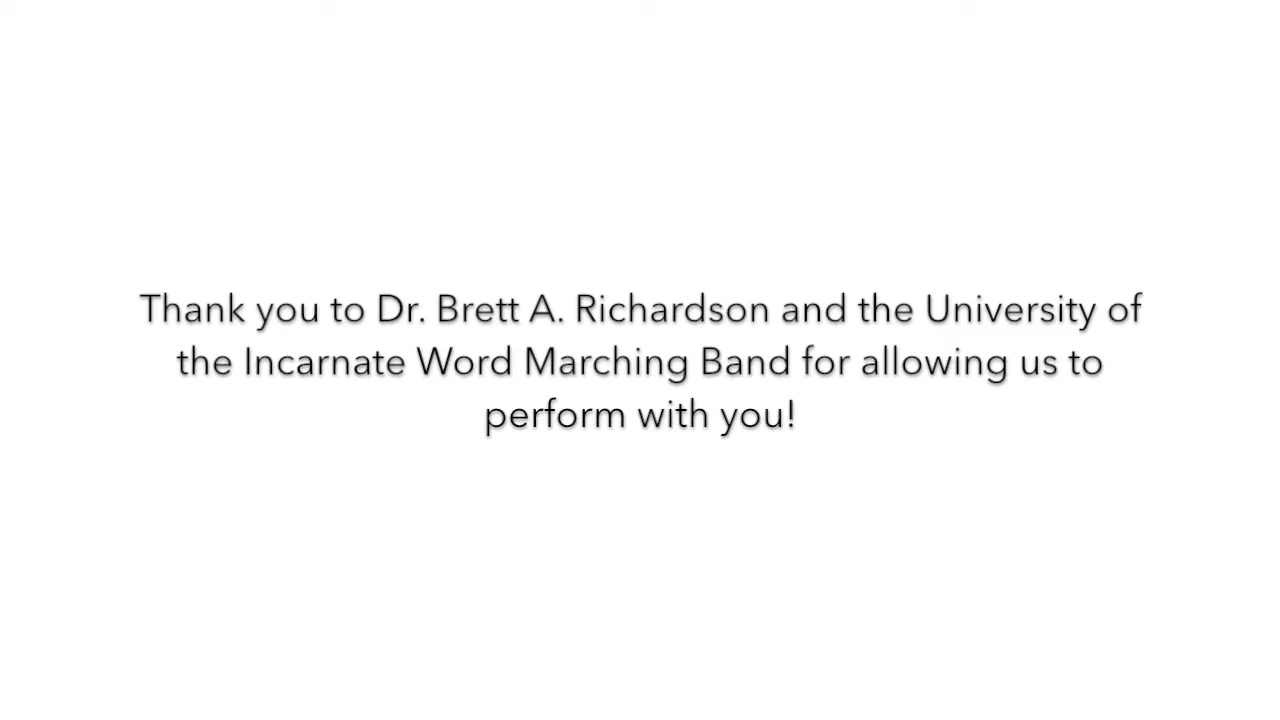 Thank you to Dr. Brett A. Richardson and the University of
the Incarnate Word Marching Band for allowing us to
perform with you!